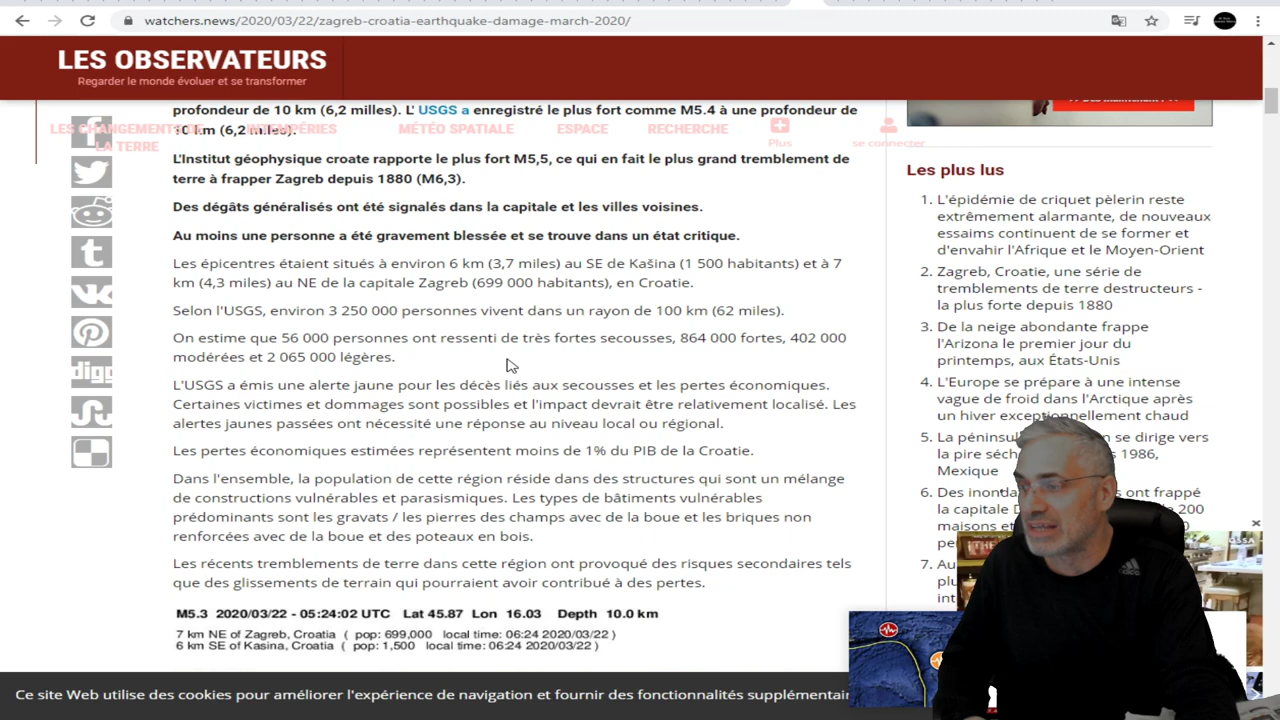 watchers.news/2020/03/22/zagreb-croatia-earthquake-damage-march-2020/
LES OBSERVATEURS
Regarder le monde évoluer et se transformer
LES CHANGEMENTS DE
LA TERRE
INTEMPÉRIES
MÉTÉO SPATIALE
ESPACE
RECHERCHE
Plus
se connecter
profondeur de 10 km (6,2 milles). L' USGS a enregistré le plus fort comme M5.4 à une profondeur de
10 km (6,2 miles).
L'Institut géophysique croate rapporte le plus fort M5,5, ce qui en fait le plus grand tremblement de
terre à frapper Zagreb depuis 1880 (M6,3).
Des dégâts généralisés ont été signalés dans la capitale et les villes voisines.
Au moins une personne a été gravement blessée et se trouve dans un état critique.
Les épicentres étaient situés à environ 6 km (3,7 miles) au SE de Kašina (1 500 habitants) et à 7
km (4,3 miles) au NE de la capitale Zagreb (699 000 habitants), en Croatie.
Selon l'USGS, environ 3 250 000 personnes vivent dans un rayon de 100 km (62 miles).
On estime que 56 000 personnes ont ressenti de très fortes secousses, 864 000 fortes, 402 000
modérées et 2 065 000 légères.
L'USGS a émis une alerte jaune pour les décès liés aux secousses et les pertes économiques.
Certaines victimes et dommages sont possibles et l'impact devrait être relativement localisé. Les
alertes jaunes passées ont nécessité une réponse au niveau local ou régional.
Les pertes économiques estimées représentent moins de 1% du PIB de la Croatie.
Dans l'ensemble, la population de cette région réside dans des structures qui sont un mélange
de constructions vulnérables et parasismiques. Les types de bâtiments vulnérables
prédominants sont les gravats / les pierres des champs avec de la boue et les briques non
renforcées avec de la boue et des poteaux en bois.
Les récents tremblements de terre dans cette région ont provoqué des risques secondaires tels
que des glissements de terrain qui pourraient avoir contribué à des pertes.
M5.3 2020/03/22 - 05:24:02 UTC Lat 45.87 Lon 16.03 Depth 10.0 km
7 km NE of Zagreb, Croatia ( pop: 699,000 local time: 06:24 2020/03/22 )
6 km SE of Kasina, Croatia ( pop: 1,500 local time: 06:24 2020/03/22 )
Les plus lus
1. L'épidémie de criquet pèlerin reste
extrêmement alarmante, de nouveaux
essaims continuent de se former et
d'envahir l'Afrique et le Moyen-Orient
2. Zagreb, Croatie, une série de
tremblements de terre destructeurs -
la plus forte depuis 1880
3. De la neige abondante frappe
l'Arizona le premier jour du
printemps, aux États-Unis
4. L'Europe se prépare à une intense
vague de froid dans l'Arctique après
un hiver exceptionnellement chaud
5. La se dirige vers
la pire 1986,
Mexique
6. Des ont frappé
la capitale 200
maisons
7.
digg
Ce site Web utilise des cookies pour améliorer l'expérience de navigation et fournir des fonctionnalités